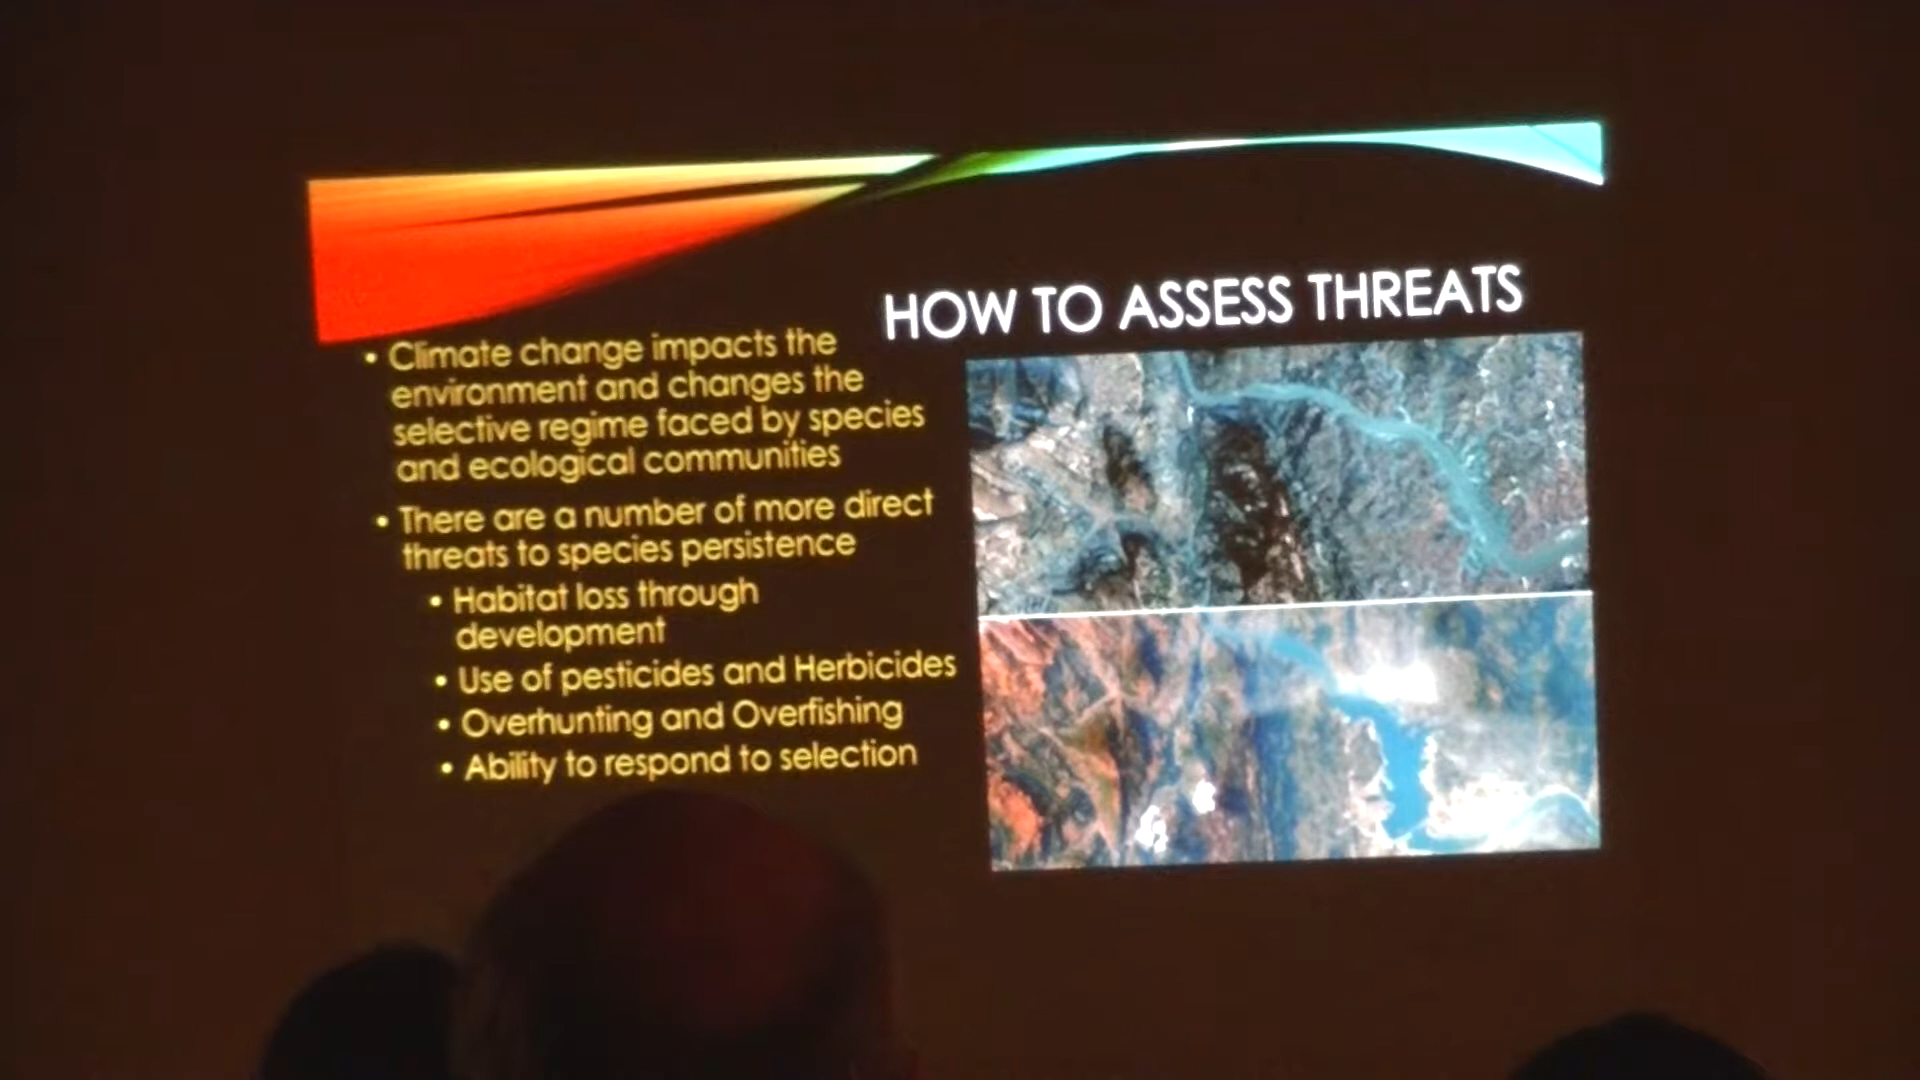 HOW TO ASSESS THREATS
• Climate change impacts the
environment and changes the
selective regime faced by species
and ecological communities
• There are a number of more direct
threats to species persistence
• Habitat loss through
development
• Use of pesticides and Herbicides
• Overhunting and Overfishing
• Ability to respond to selection